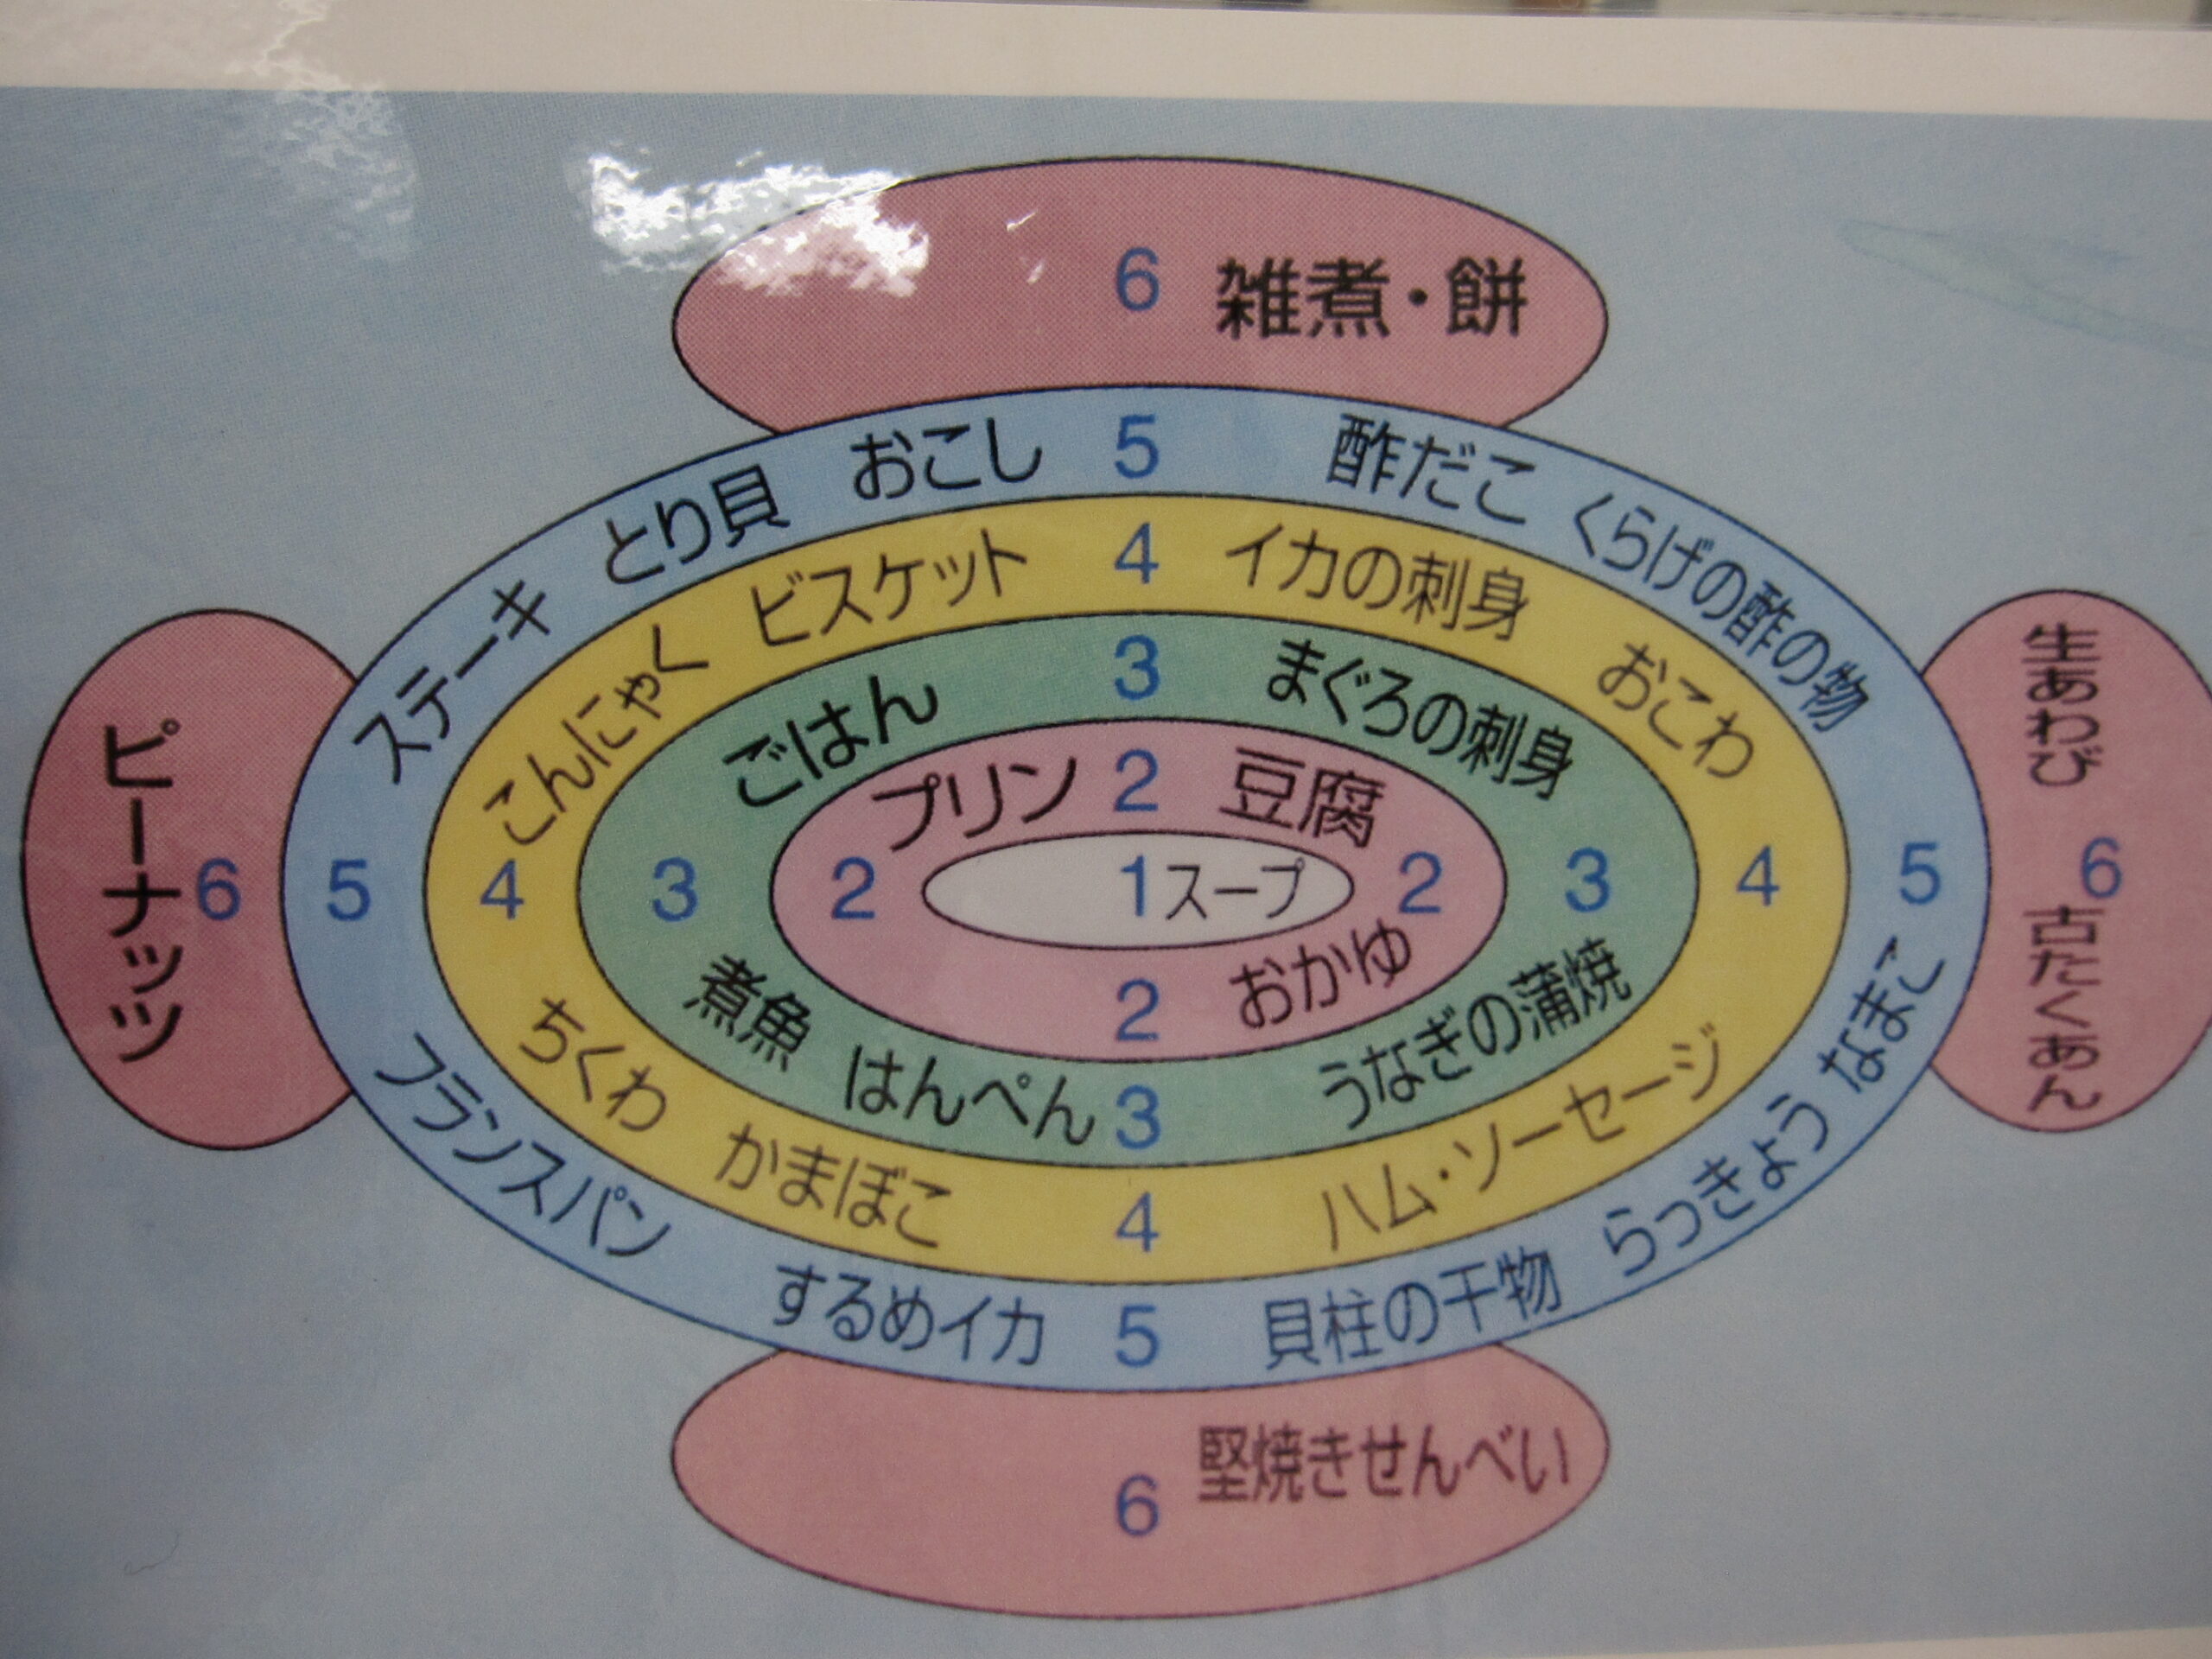 6 雑煮・餅
おこし 5 酢だこ
とり貝
くらげの酢の物
ステーキ
ビスケット 4 イカの刺身
こんにゃく
おこわ
ごはん 3 まぐろの刺身
プリン 2 豆腐
ピーナッツ
6 5 4 3 2 1スープ 2 3 4 5 6
生あわび
古たくあん
2 おかゆ
煮魚
はんぺん 3 うなぎの蒲焼
ちくわ
かまぼこ 4 ハム・ソーセージ
なまこ
らっきょう
フランスパン
するめイカ 5 貝柱の干物
6 堅焼きせんべい